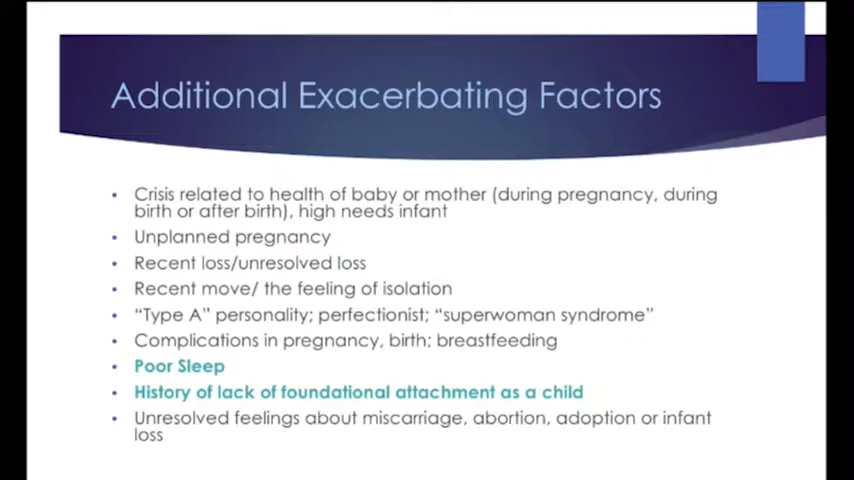 Additional Exacerbating Factors
• Crisis related to health of baby or mother (during pregnancy, during
birth or after birth), high needs infant
• Unplanned pregnancy
• Recent loss/unresolved loss
• Recent move/ the feeling of isolation
• “Type A” personality; perfectionist; “superwoman syndrome”
• Complications in pregnancy, birth; breastfeeding
• Poor Sleep
• History of lack of foundational attachment as a child
• Unresolved feelings about miscarriage, abortion, adoption or infant
loss